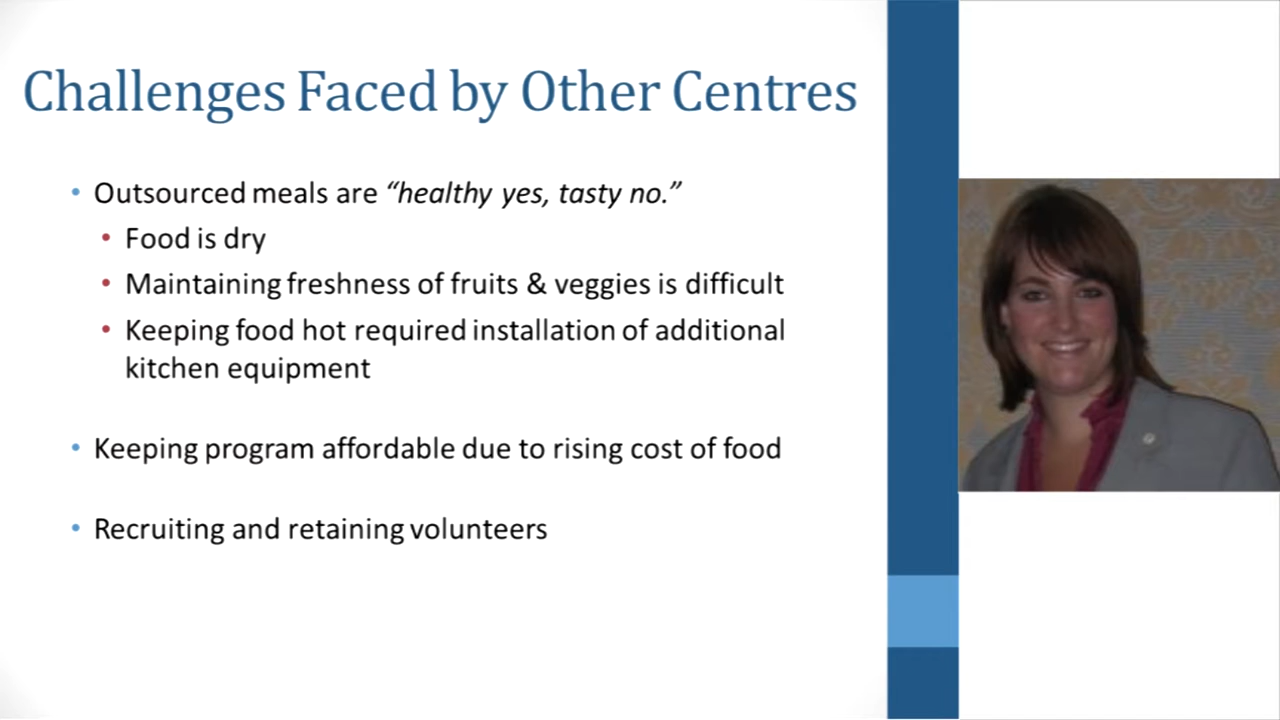 Challenges Faced by Other Centres
• Outsourced meals are “healthy yes, tasty no.”
• Food is dry
• Maintaining freshness of fruits & veggies is difficult
• Keeping food hot required installation of additional
kitchen equipment
• Keeping program affordable due to rising cost of food
• Recruiting and retaining volunteers